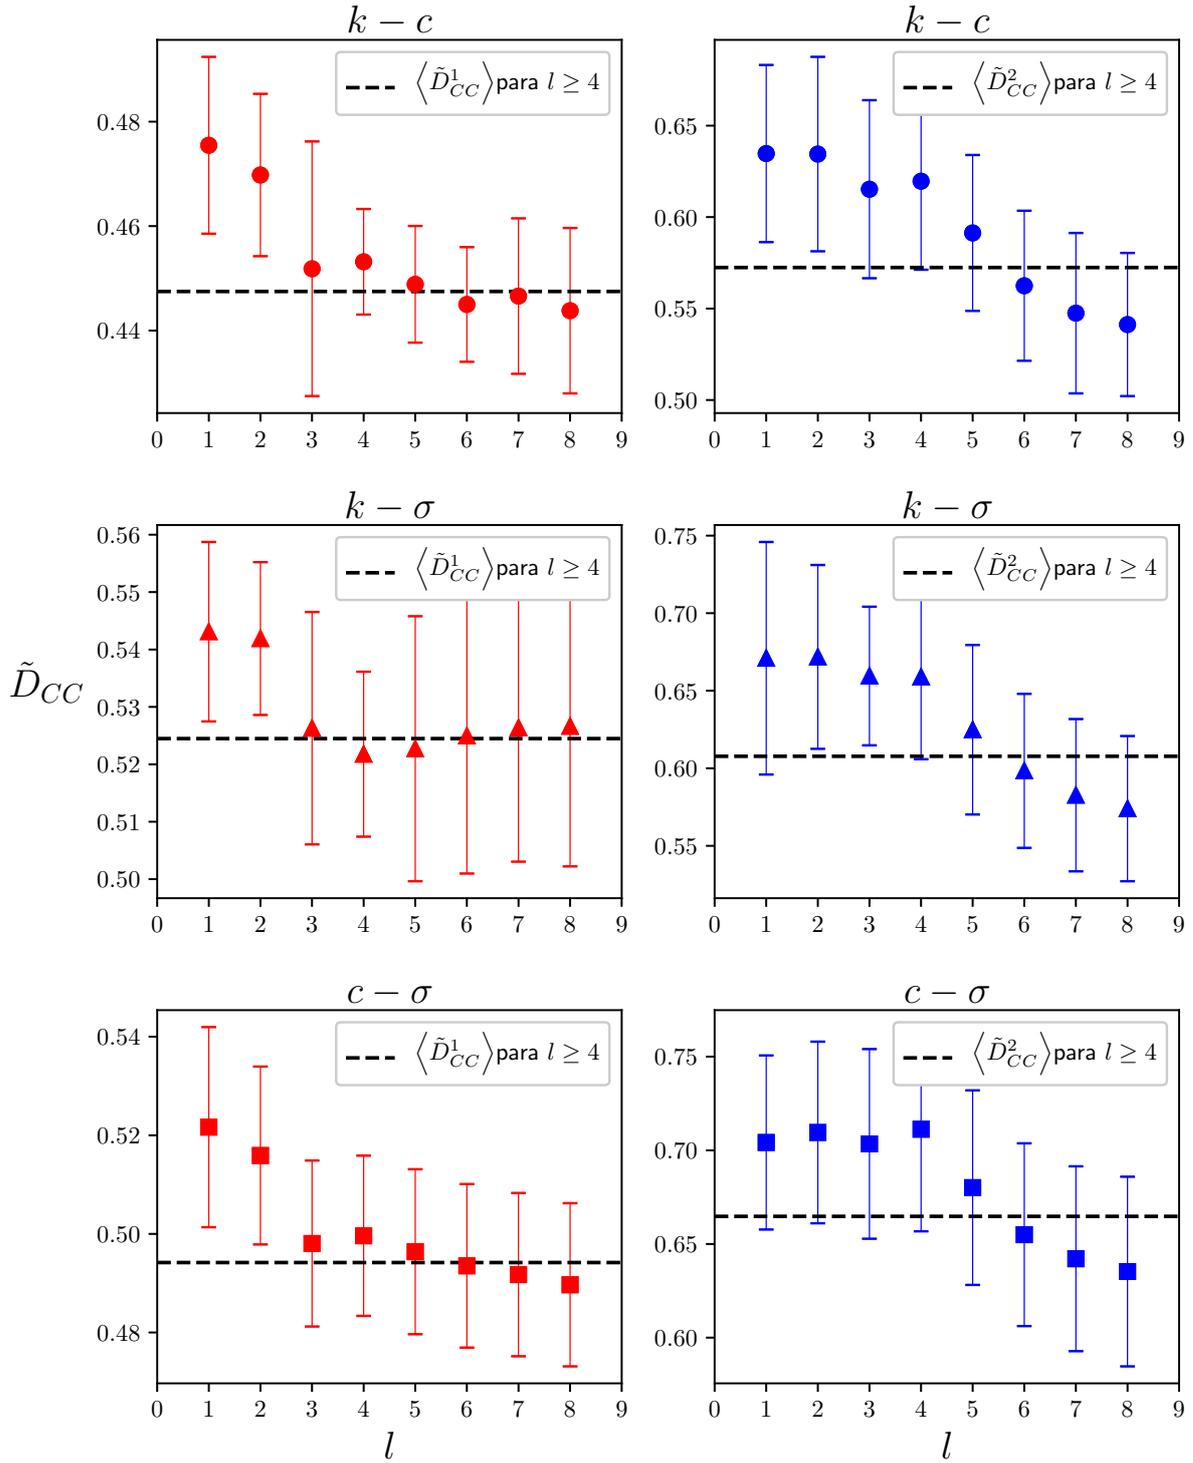 k − c
⟨D̃¹_CC⟩ para l ≥ 4
0.48
0.46
0.44
0 1 2 3 4 5 6 7 8 9
k − c
⟨D̃²_CC⟩ para l ≥ 4
0.65
0.60
0.55
0.50
0 1 2 3 4 5 6 7 8 9
D̃_CC
k − σ
⟨D̃¹_CC⟩ para l ≥ 4
0.56
0.55
0.54
0.53
0.52
0.51
0.50
0 1 2 3 4 5 6 7 8 9
k − σ
⟨D̃²_CC⟩ para l ≥ 4
0.75
0.70
0.65
0.60
0.55
0 1 2 3 4 5 6 7 8 9
c − σ
⟨D̃¹_CC⟩ para l ≥ 4
0.54
0.52
0.50
0.48
0 1 2 3 4 5 6 7 8 9
l
c − σ
⟨D̃²_CC⟩ para l ≥ 4
0.75
0.70
0.65
0.60
0 1 2 3 4 5 6 7 8 9
l